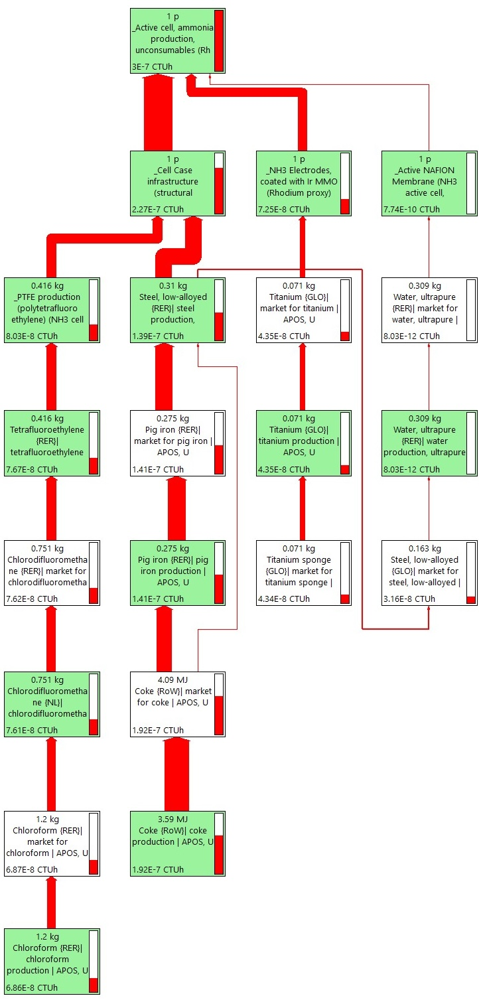 1 p
_Active cell, ammonia
production,
unconsumables (Rh
3E-7 CTUh
1 p
_Cell Case
infrastructure
(structural
2.27E-7 CTUh
1 p
_NH3 Electrodes,
coated with Ir MMO
(Rhodium proxy)
7.25E-8 CTUh
1 p
_Active NAFION
Membrane (NH3
active cell,
7.74E-10 CTUh
0.416 kg
_PTFE production
(polytetrafluoro
ethylene) (NH3 cell
8.03E-8 CTUh
0.31 kg
Steel, low-alloyed
{RER}| steel
production,
1.39E-7 CTUh
0.071 kg
Titanium {GLO}|
market for titanium |
APOS, U
4.35E-8 CTUh
0.309 kg
Water, ultrapure
{RER}| market for
water, ultrapure |
8.03E-12 CTUh
0.416 kg
Tetrafluoroethylene
{RER}|
tetrafluoroethylene
7.67E-8 CTUh
0.275 kg
Pig iron {RER}|
market for pig iron |
APOS, U
1.41E-7 CTUh
0.071 kg
Titanium {GLO}|
titanium production |
APOS, U
4.35E-8 CTUh
0.309 kg
Water, ultrapure
{RER}| water
production, ultrapure
8.03E-12 CTUh
0.751 kg
Chlorodifluorometha
ne {RER}| market for
chlorodifluorometha
7.62E-8 CTUh
0.275 kg
Pig iron {RER}| pig
iron production |
APOS, U
1.41E-7 CTUh
0.071 kg
Titanium sponge
{GLO}| market for
titanium sponge |
4.34E-8 CTUh
0.163 kg
Steel, low-alloyed
{GLO}| market for
steel, low-alloyed |
3.16E-8 CTUh
0.751 kg
Chlorodifluorometha
ne {NL}|
chlorodifluorometha
7.61E-8 CTUh
4.09 MJ
Coke {RoW}| market
for coke | APOS, U
1.92E-7 CTUh
1.2 kg
Chloroform {RER}|
market for
chloroform | APOS, U
6.87E-8 CTUh
3.59 MJ
Coke {RoW}| coke
production | APOS, U
1.92E-7 CTUh
1.2 kg
Chloroform {RER}|
chloroform
production | APOS, U
6.86E-8 CTUh